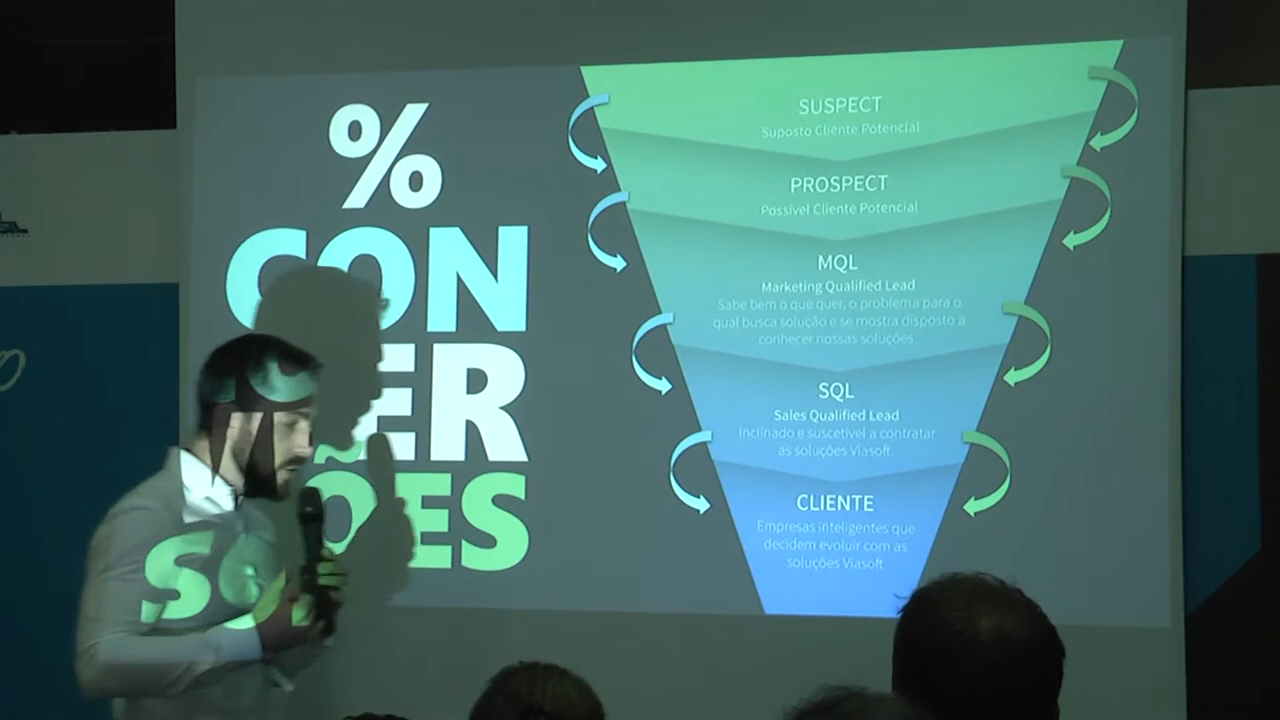 %
CON
ER
SÕES
SUSPECT
Suposto Cliente Potencial
PROSPECT
Possível Cliente Potencial
MQL
Marketing Qualified Lead
Sabe bem o que quer, o problema para o
qual busca solução e se mostra disposto a
conhecer nossas soluções.
SQL
Sales Qualified Lead
Inclinado e suscetível a contratar
as soluções Viasoft
CLIENTE
Empresas inteligentes que
decidem evoluir com as
soluções Viasoft